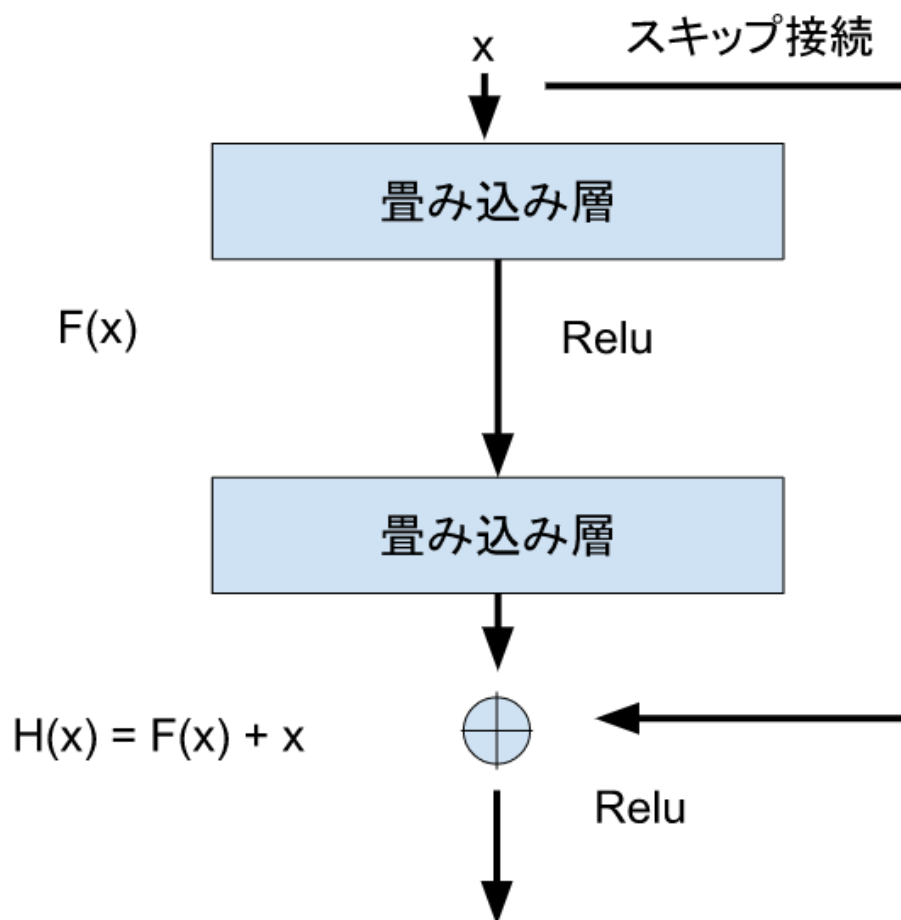 x
スキップ接続
畳み込み層
F(x)
Relu
畳み込み層
H(x) = F(x) + x
Relu